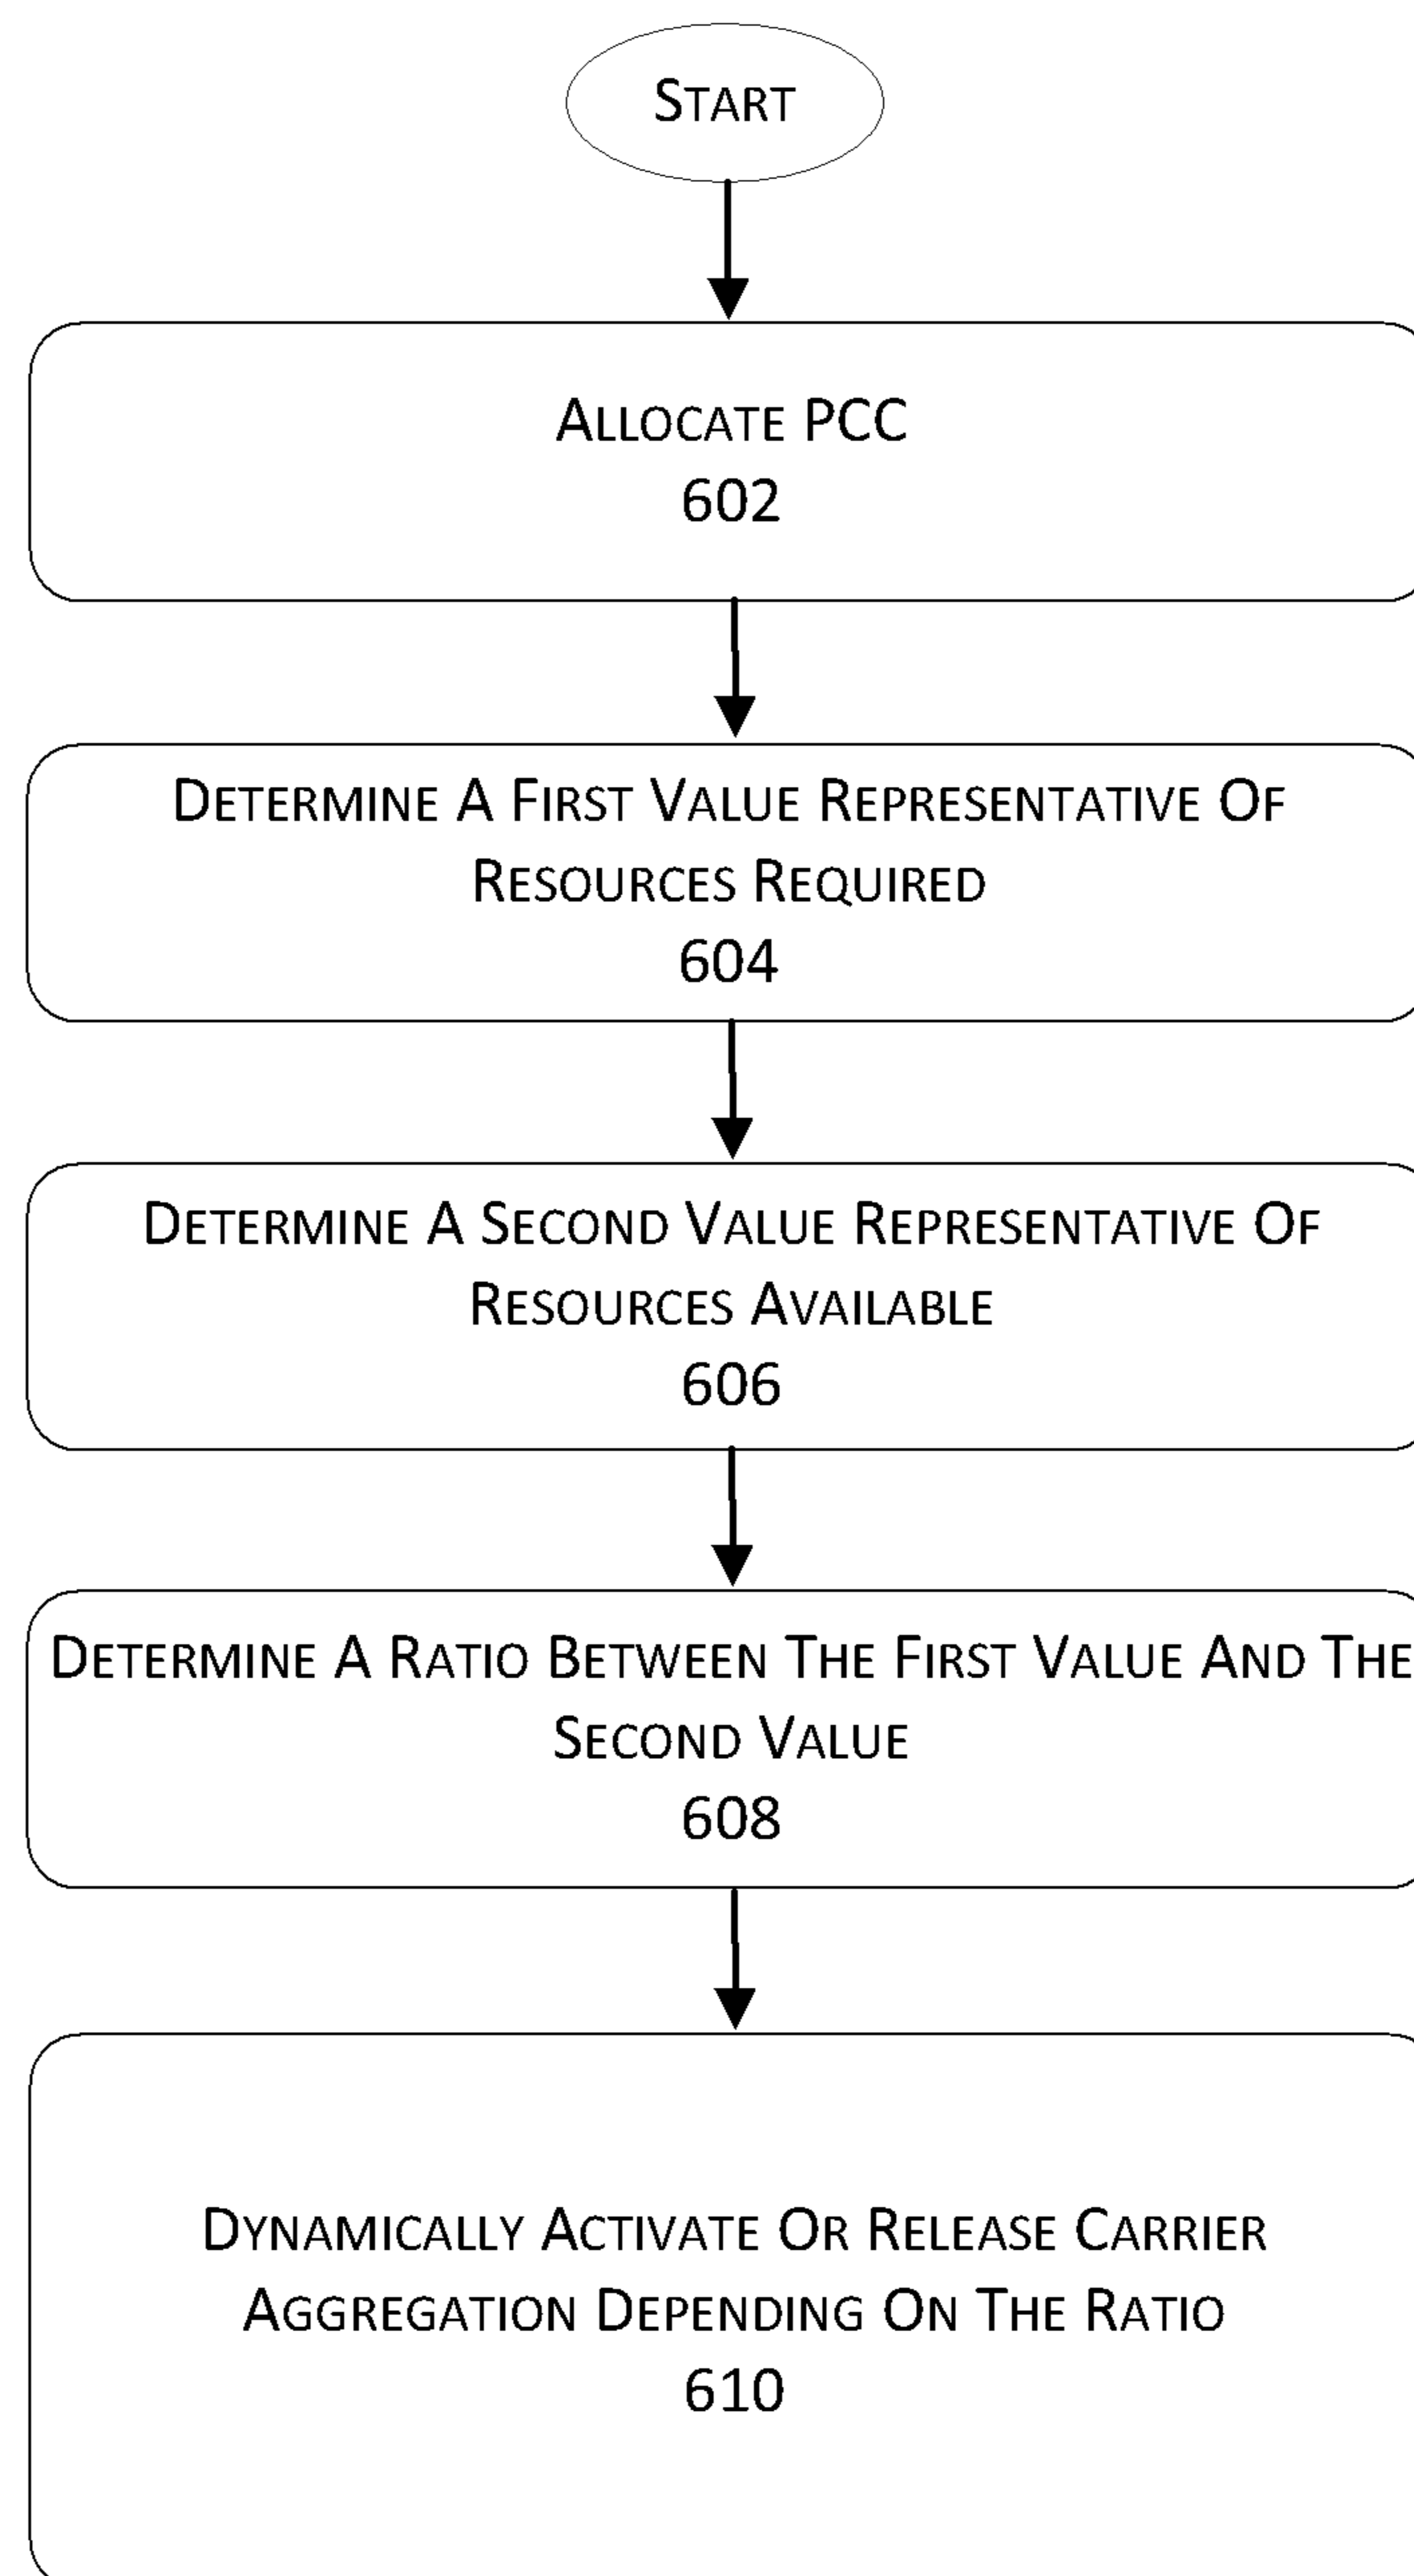 START
ALLOCATE PCC
602
DETERMINE A FIRST VALUE REPRESENTATIVE OF
RESOURCES REQUIRED
604
DETERMINE A SECOND VALUE REPRESENTATIVE OF
RESOURCES AVAILABLE
606
DETERMINE A RATIO BETWEEN THE FIRST VALUE AND THE
SECOND VALUE
608
DYNAMICALLY ACTIVATE OR RELEASE CARRIER
AGGREGATION DEPENDING ON THE RATIO
610